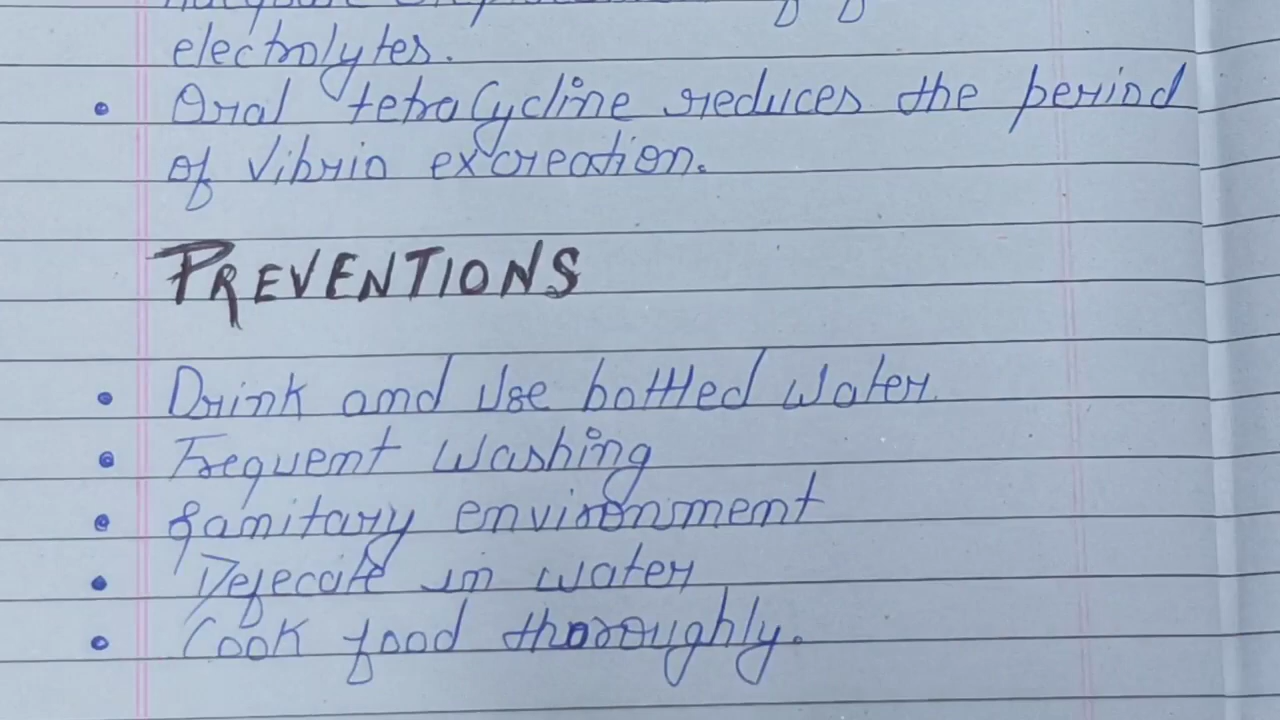 electrolytes.
• Oral tetracycline reduces the period
of Vibrio excreation.
PREVENTIONS
• Drink and Use bottled Water.
• Frequent Washing
• Sanitary environment
• Defecate in water
• Cook food thoroughly.